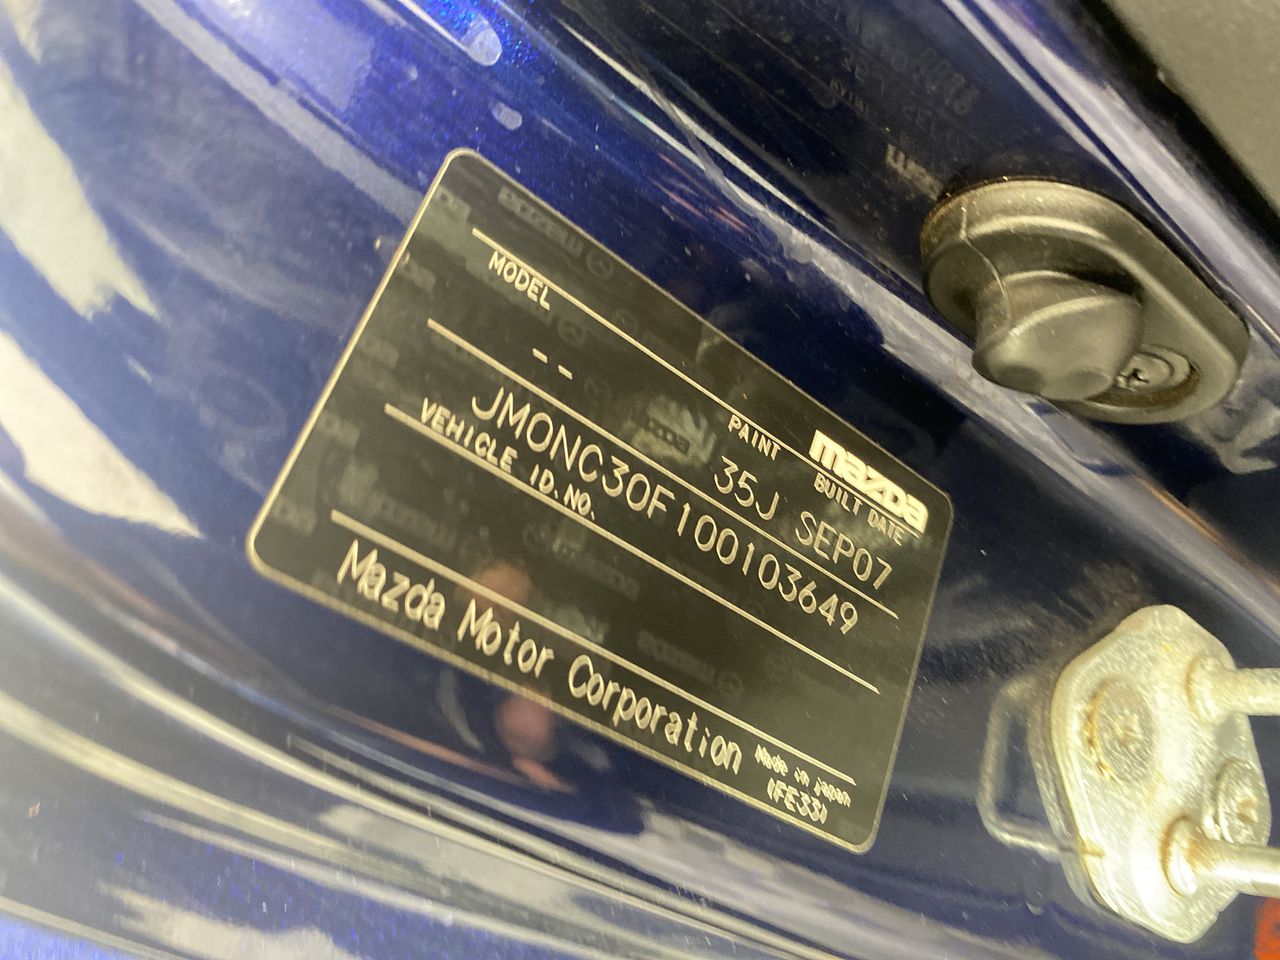 mazda
MODEL PAINT BUILT DATE
-- 35J SEP07
JM0NC30F100103649
VEHICLE ID.NO.
Mazda Motor Corporation
Made in japan
(FE33)